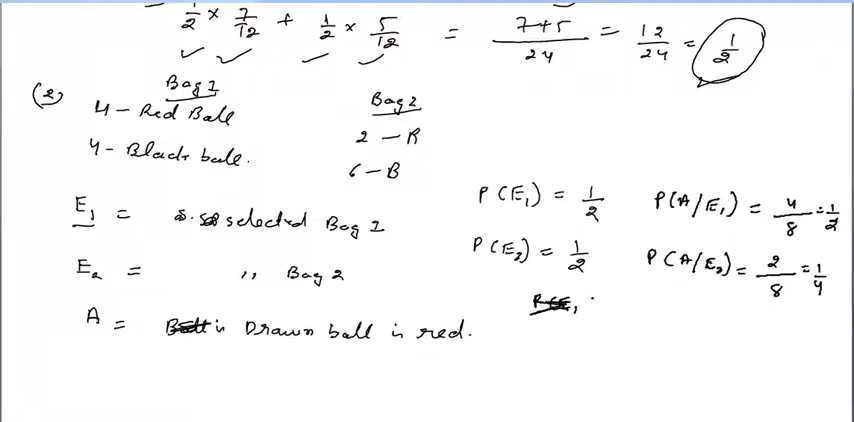 1/2 × 7/12 + 1/2 × 5/12 = 7+5/24 = 12/24 = 1/2
(2) Bag 1 Bag 2
4 – Red Ball 2 – R
4 – Black ball. 6 – B
E₁ = selected Bag 1 P(E₁) = 1/2 P(A/E₁) = 4/8 = 1/2
E₂ = ,, Bag 2 P(E₂) = 1/2 P(A/E₂) = 2/8 = 1/4
A = Drawn ball is red.